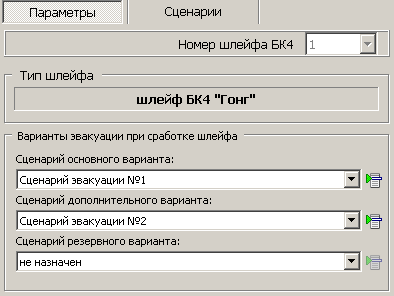 Параметры Сценарии
Номер шлейфа БК4 1
Тип шлейфа
шлейф БК4 "Гонг"
Варианты эвакуации при сработке шлейфа
Сценарий основного варианта:
Сценарий эвакуации №1
Сценарий дополнительного варианта:
Сценарий эвакуации №2
Сценарий резервного варианта:
не назначен